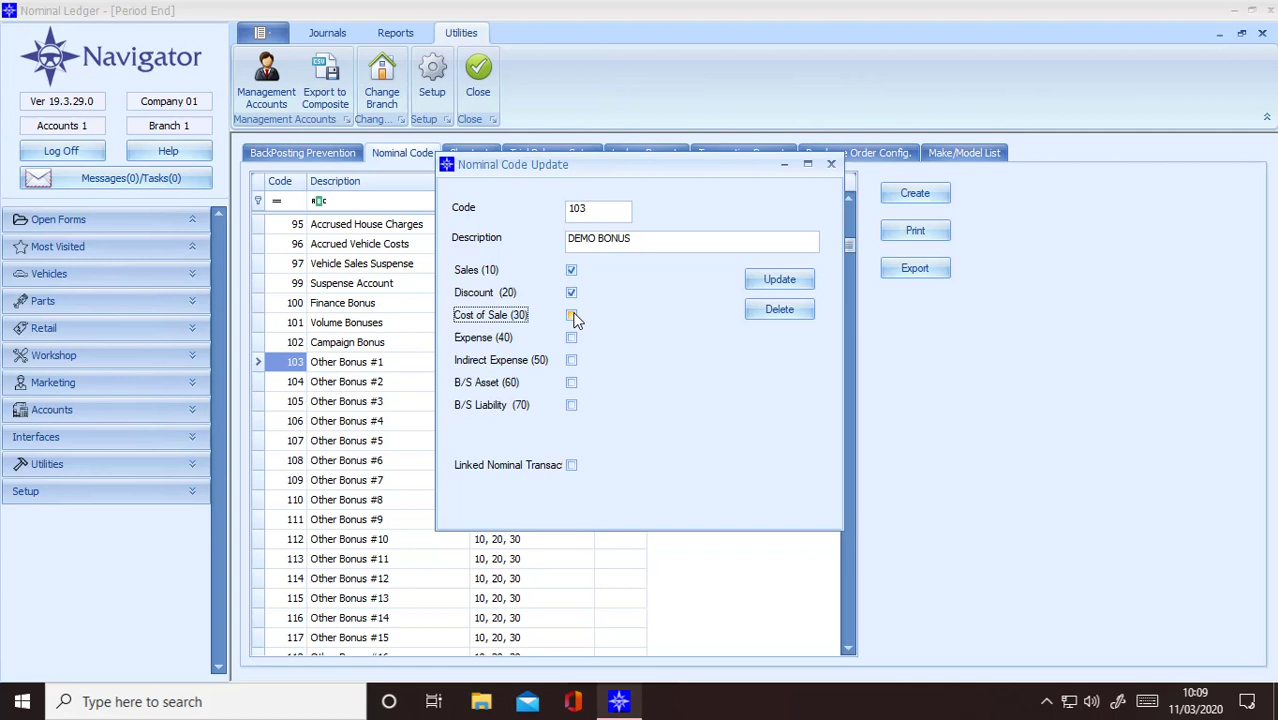 Nominal Ledger - [Period End]
Navigator
Ver 19.3.29.0
Company 01
Accounts 1
Branch 1
Log Off
Help
Messages(0)/Tasks(0)
Open Forms
Most Visited
Vehicles
Parts
Retail
Workshop
Marketing
Accounts
Interfaces
Utilities
Setup
Journals
Reports
Utilities
Management Accounts
CSV
Export to Composite
Change Branch
Setup
Close
Management Accounts
Chang...
Setup
Close
BackPosting Prevention
Nominal Code
Order Config.
Make/Model List
Code
Description
=
95 Accrused House Charges
96 Accrued Vehicle Costs
97 Vehicle Sales Suspense
99 Suspense Account
100 Finance Bonus
101 Volume Bonuses
102 Campaign Bonus
103 Other Bonus #1
104 Other Bonus #2
105 Other Bonus #3
106 Other Bonus #4
107 Other Bonus #5
108 Other Bonus #6
109 Other Bonus #7
110 Other Bonus #8
111 Other Bonus #9
112 Other Bonus #10 10, 20, 30
113 Other Bonus #11 10, 20, 30
114 Other Bonus #12 10, 20, 30
115 Other Bonus #13 10, 20, 30
116 Other Bonus #14 10, 20, 30
117 Other Bonus #15 10, 20, 30
Nominal Code Update
Code 103
Description DEMO BONUS
Sales (10)
Discount (20)
Cost of Sale (30)
Expense (40)
Indirect Expense (50)
B/S Asset (60)
B/S Liability (70)
Linked Nominal Transac
Update
Delete
Create
Print
Export
Type here to search
10:09
11/03/2020